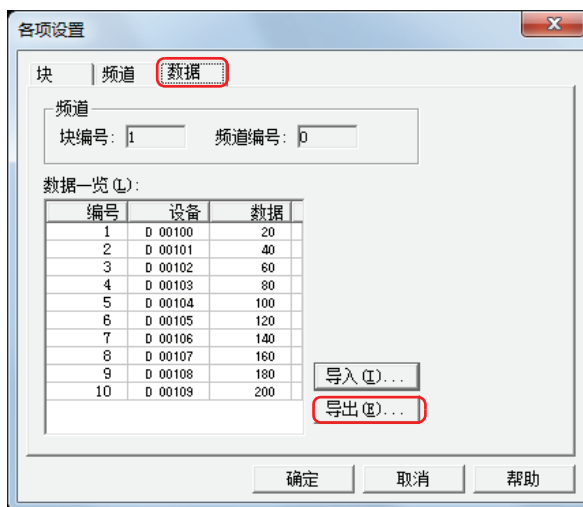 各项设置
块 频道 数据
频道
块编号: 1 频道编号: 0
数据一览(L):
编号 设备 数据
1 D 00100 20
2 D 00101 40
3 D 00102 60
4 D 00103 80
5 D 00104 100
6 D 00105 120
7 D 00106 140
8 D 00107 160
9 D 00108 180
10 D 00109 200
导入(I)...
导出(E)...
确定 取消 帮助